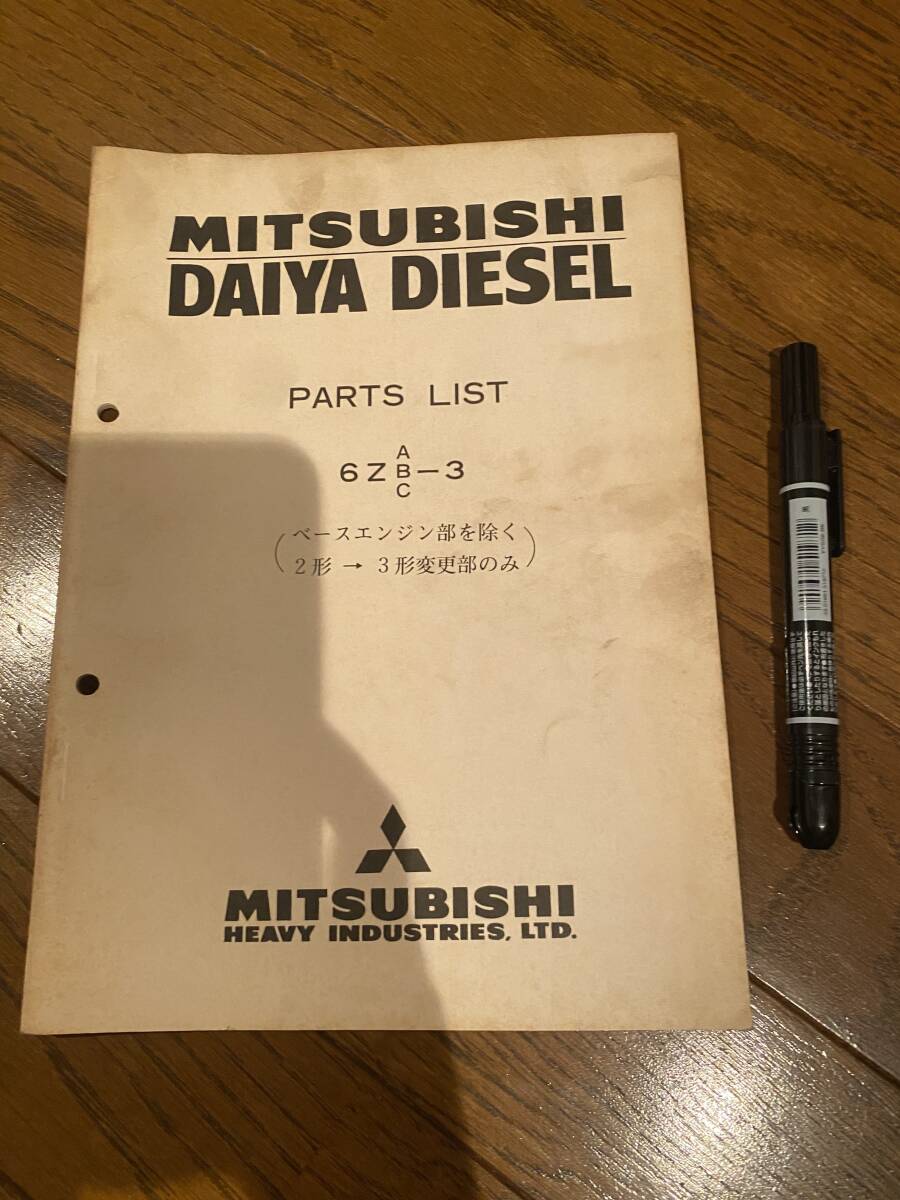 MITSUBISHI
DAIYA DIESEL
PARTS LIST
A
6ZB-3
C
(ベースエンジン部を除く
2形 → 3形変更部のみ)
MITSUBISHI
HEAVY INDUSTRIES, LTD.